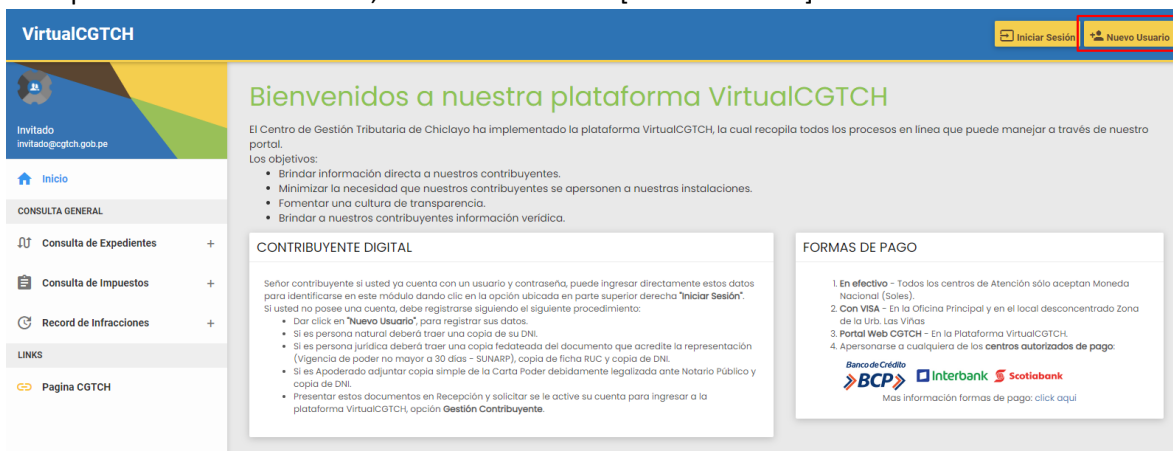 VirtualCGTCH
Iniciar Sesión
Nuevo Usuario
Invitado
invitado@cgtch.gob.pe
Inicio
CONSULTA GENERAL
Consulta de Expedientes +
Consulta de Impuestos +
Record de Infracciones +
LINKS
Pagina CGTCH
Bienvenidos a nuestra plataforma VirtualCGTCH
El Centro de Gestión Tributaria de Chiclayo ha implementado la plataforma VirtualCGTCH, la cual recopila todos los procesos en línea que puede manejar a través de nuestro
portal.
Los objetivos:
• Brindar información directa a nuestros contribuyentes.
• Minimizar la necesidad que nuestros contribuyentes se apersonen a nuestras instalaciones.
• Fomentar una cultura de transparencia.
• Brindar a nuestros contribuyentes información verídica.
CONTRIBUYENTE DIGITAL
Señor contribuyente si usted ya cuenta con un usuario y contraseña, puede ingresar directamente estos datos
para identificarse en este módulo dando clic en la opción ubicada en parte superior derecha "Iniciar Sesión".
Si usted no posee una cuenta, debe registrarse siguiendo el siguiente procedimiento:
• Dar click en "Nuevo Usuario", para registrar sus datos.
• Si es persona natural deberá traer una copia de su DNI.
• Si es persona jurídica deberá traer una copia fedateada del documento que acredite la representación
(Vigencia de poder no mayor a 30 días - SUNARP), copia de ficha RUC y copia de DNI.
• Si es Apoderado adjuntar copia simple de la Carta Poder debidamente legalizada ante Notario Público y
copia de DNI.
• Presentar estos documentos en Recepción y solicitar se le active su cuenta para ingresar a la
plataforma VirtualCGTCH, opción Gestión Contribuyente.
FORMAS DE PAGO
1. En efectivo - Todos los centros de Atención sólo aceptan Moneda
Nacional (Soles).
2. Con VISA - En la Oficina Principal y en el local desconcentrado Zona
de la Urb. Las Viñas
3. Portal Web CGTCH - En la Plataforma VirtualCGTCH.
4. Apersonarse a cualquiera de los centros autorizados de pago:
Banco de Crédito
BCP
Interbank
Scotiabank
Mas información formas de pago: click aqui